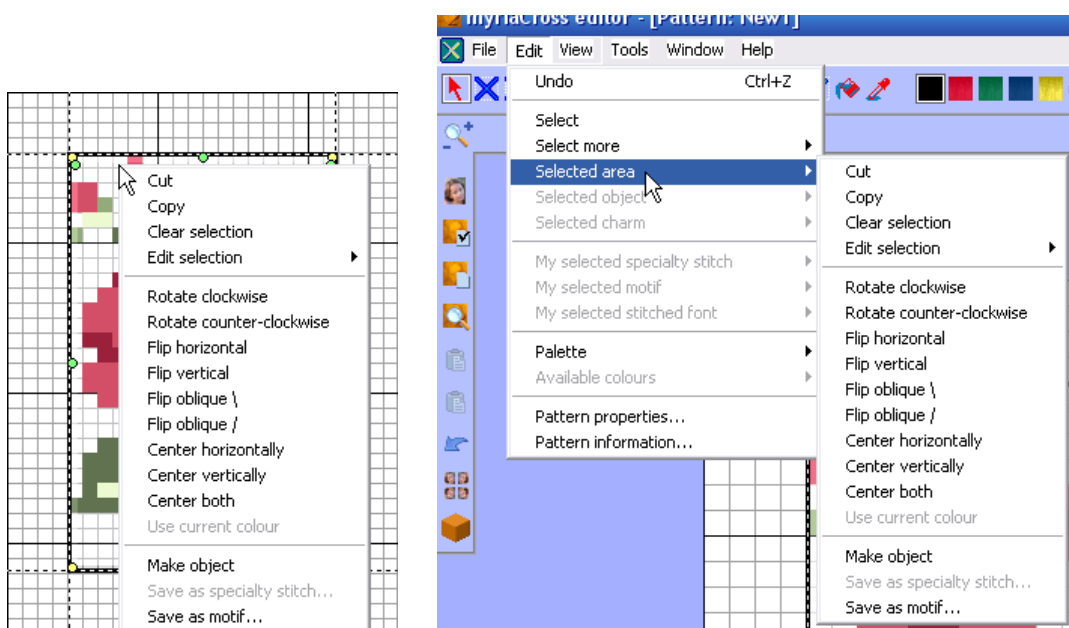 Cut
Copy
Clear selection
Edit selection
Rotate clockwise
Rotate counter-clockwise
Flip horizontal
Flip vertical
Flip oblique \
Flip oblique /
Center horizontally
Center vertically
Center both
Use current colour
Make object
Save as specialty stitch...
Save as motif...
myriaCross editor - [Pattern: New1]
File Edit View Tools Window Help
Undo Ctrl+Z
Select
Select more
Selected area
Selected object
Selected charm
My selected specialty stitch
My selected motif
My selected stitched font
Palette
Available colours
Pattern properties...
Pattern information...
Cut
Copy
Clear selection
Edit selection
Rotate clockwise
Rotate counter-clockwise
Flip horizontal
Flip vertical
Flip oblique \
Flip oblique /
Center horizontally
Center vertically
Center both
Use current colour
Make object
Save as specialty stitch...
Save as motif...